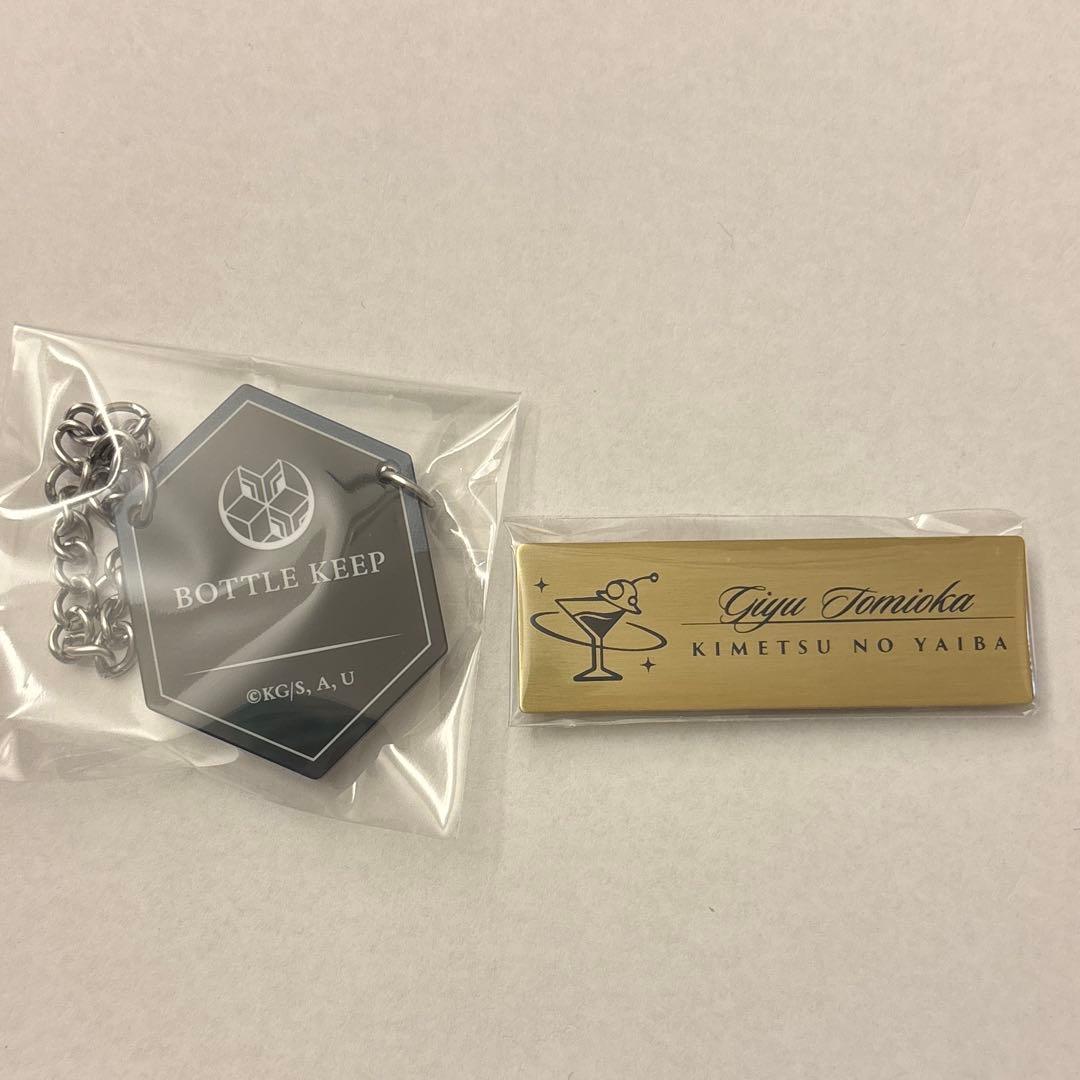 BOTTLE KEEP
©KG/S, A, U
Giyu Tomioka
KIMETSU NO YAIBA